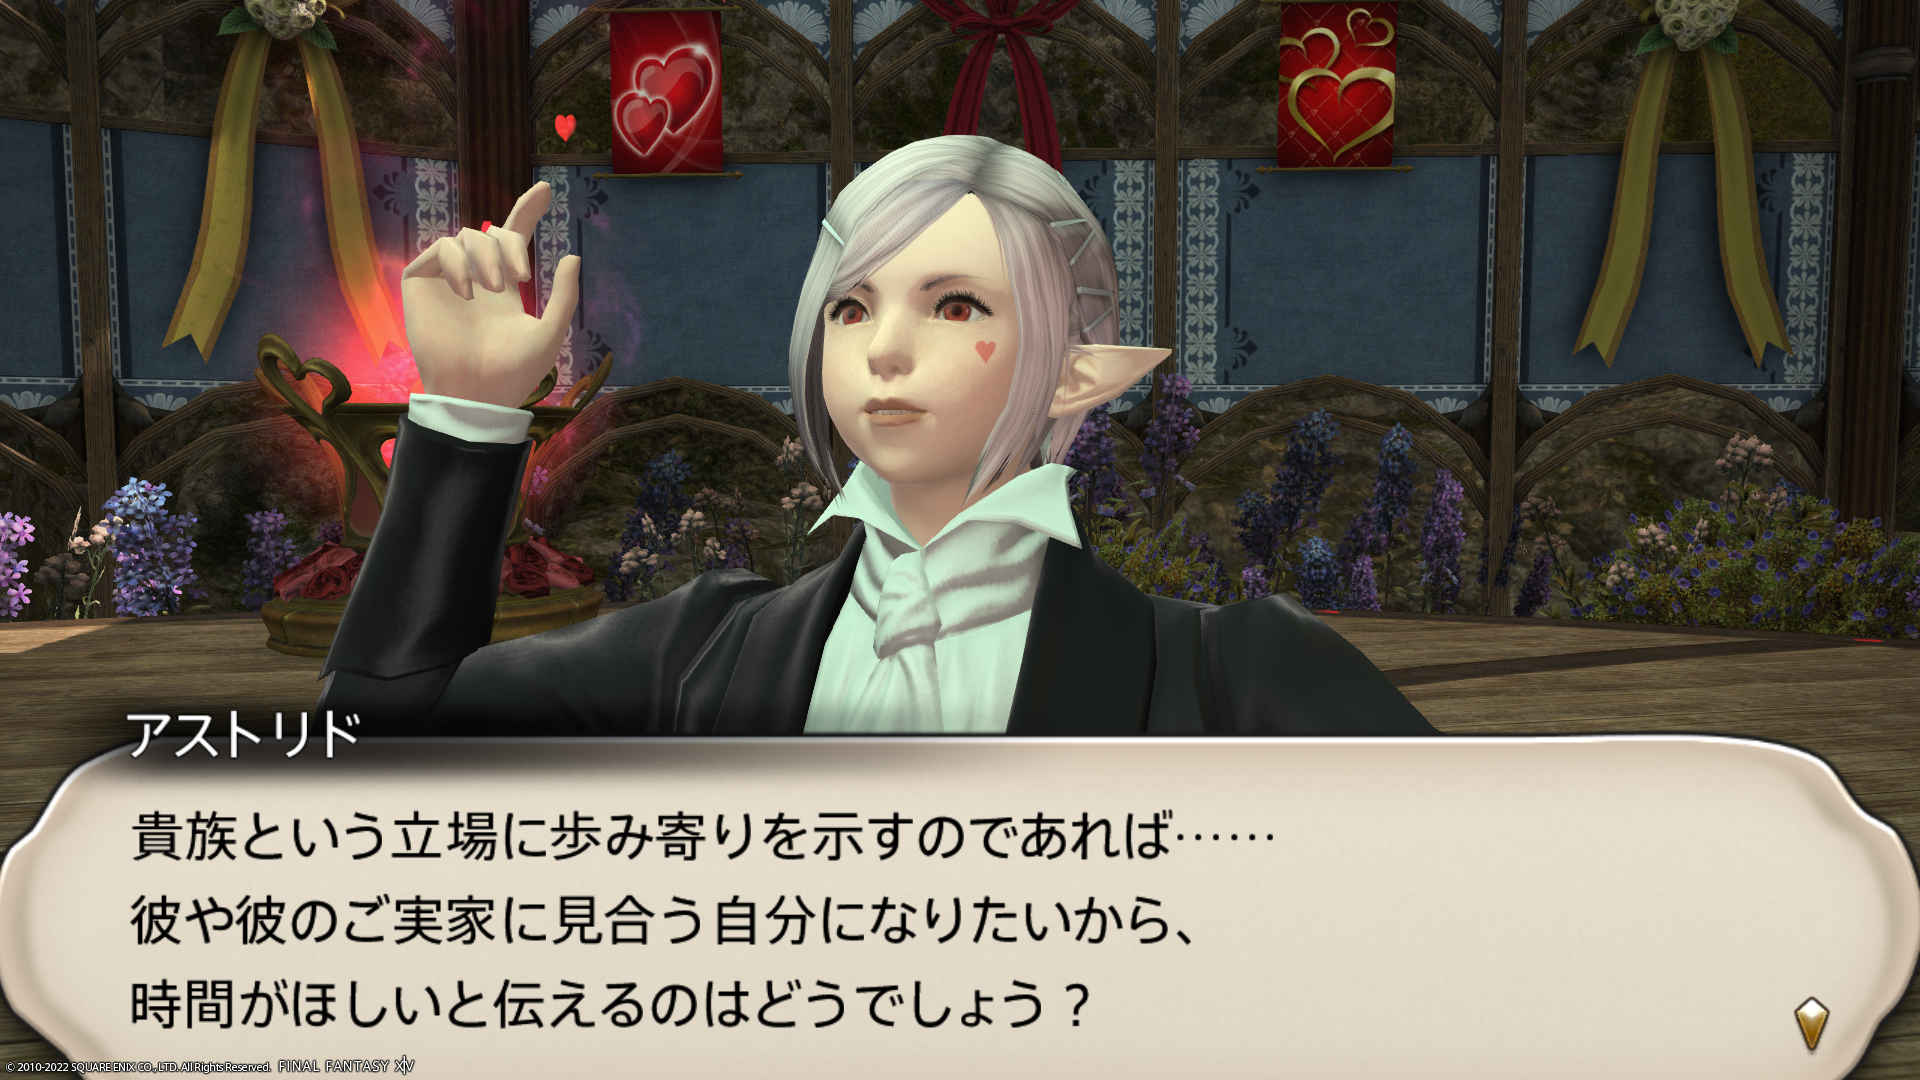 アストリド
貴族という立場に歩み寄りを示すのであれば……
彼や彼のご実家に見合う自分になりたいから、
時間がほしいと伝えるのはどうでしょう？
© 2010-2022 SQUARE ENIX CO., LTD. All Rights Reserved. FINAL FANTASY XIV